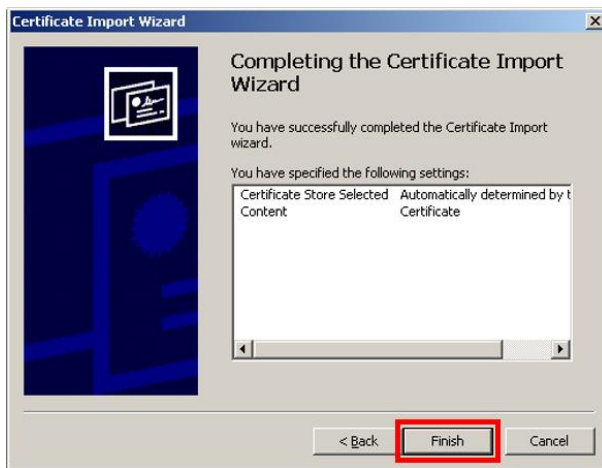 Certificate Import Wizard
Completing the Certificate Import
Wizard
You have successfully completed the Certificate Import
wizard.
You have specified the following settings:
Certificate Store Selected Automatically determined by t
Content Certificate
< Back Finish Cancel